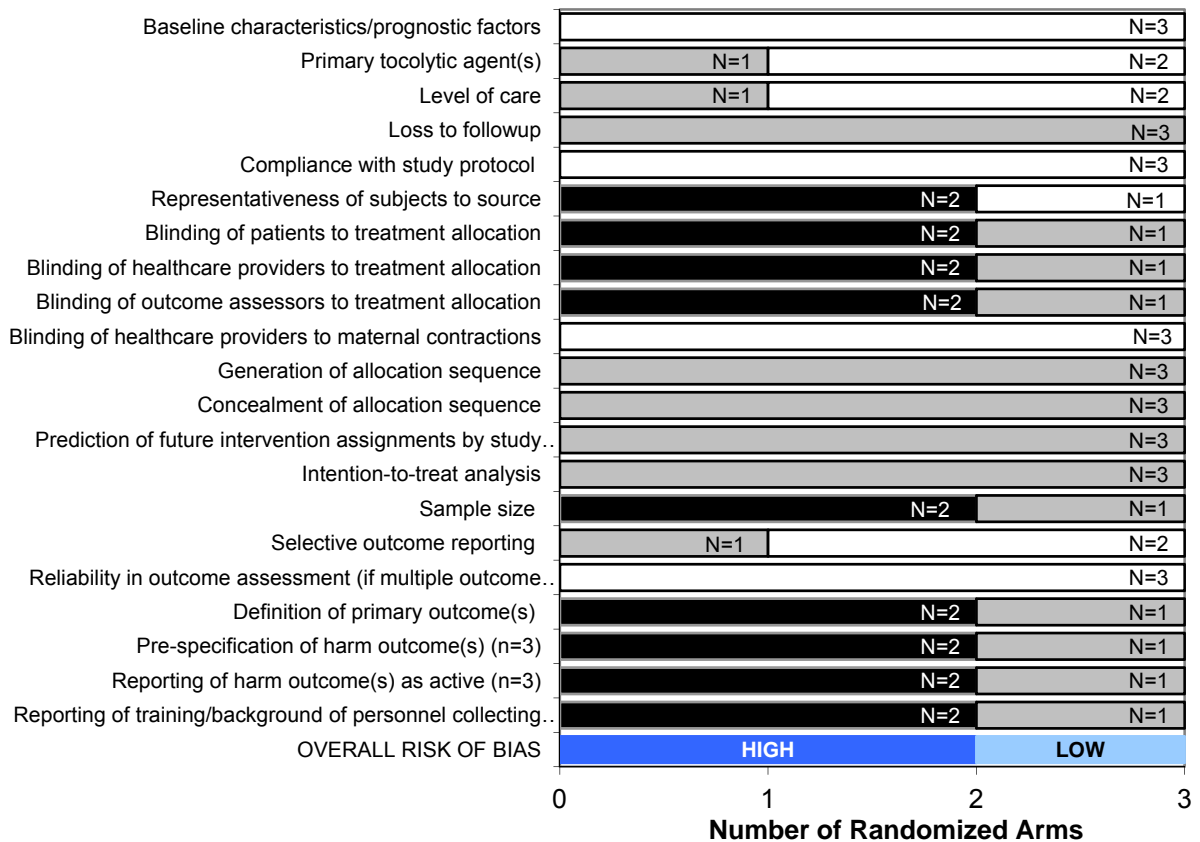 Baseline characteristics/prognostic factors N=3
Primary tocolytic agent(s) N=1 N=2
Level of care N=1 N=2
Loss to followup N=3
Compliance with study protocol N=3
Representativeness of subjects to source N=2 N=1
Blinding of patients to treatment allocation N=2 N=1
Blinding of healthcare providers to treatment allocation N=2 N=1
Blinding of outcome assessors to treatment allocation N=2 N=1
Blinding of healthcare providers to maternal contractions N=3
Generation of allocation sequence N=3
Concealment of allocation sequence N=3
Prediction of future intervention assignments by study.. N=3
Intention-to-treat analysis N=3
Sample size N=2 N=1
Selective outcome reporting N=1 N=2
Reliability in outcome assessment (if multiple outcome.. N=3
Definition of primary outcome(s) N=2 N=1
Pre-specification of harm outcome(s) (n=3) N=2 N=1
Reporting of harm outcome(s) as active (n=3) N=2 N=1
Reporting of training/background of personnel collecting.. N=2 N=1
OVERALL RISK OF BIAS HIGH LOW
0 1 2 3
Number of Randomized Arms